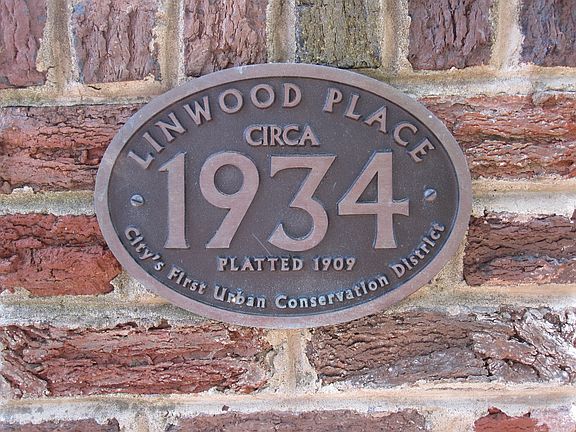 LINWOOD PLACE
CIRCA
1934
PLATTED 1909
City's First Urban Conservation District